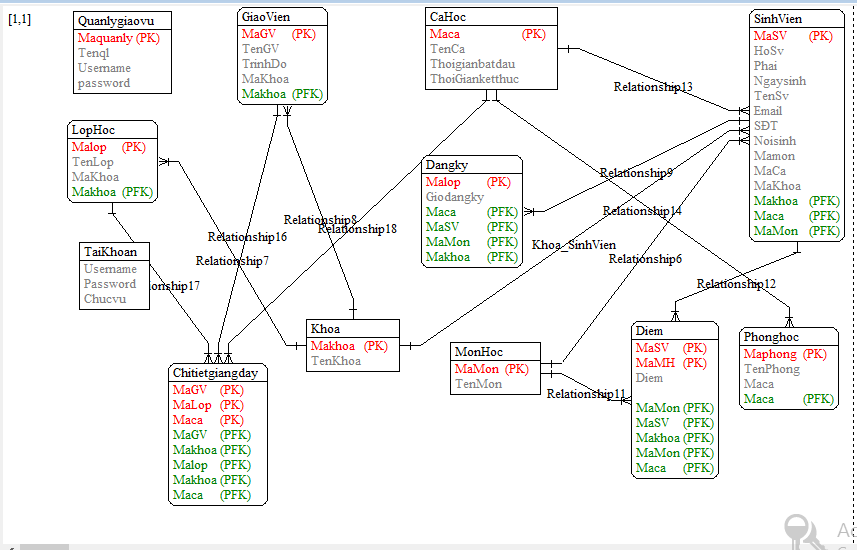 [1,1]
Quanlygiaovu
Maquanly (PK)
Tenql
Username
password
GiaoVien
MaGV (PK)
TenGV
TrinhDo
MaKhoa
Makhoa (PFK)
CaHoc
Maca (PK)
TenCa
Thoigianbatdau
ThoiGianketthuc
SinhVien
MaSV (PK)
HoSv
Phai
Ngaysinh
TenSv
Email
SĐT
Noisinh
Mamon
MaCa
MaKhoa
Makhoa (PFK)
Maca (PFK)
MaMon (PFK)
Relationship13
LopHoc
Malop (PK)
TenLop
MaKhoa
Makhoa (PFK)
Dangky
Malop (PK)
Giodangky
Maca (PFK)
MaSV (PFK)
MaMon (PFK)
Makhoa (PFK)
Relationship9
Relationship14
Relationship8
Relationship18
Relationship16
Khoa_SinhVien
Relationship7
Relationship6
TaiKhoan
Username
Password
Chucvu
onship17
Relationship12
Khoa
Makhoa (PK)
TenKhoa
MonHoc
MaMon (PK)
TenMon
Relationship11
Diem
MaSV (PK)
MaMH (PK)
Diem
MaMon (PFK)
MaSV (PFK)
Makhoa (PFK)
MaMon (PFK)
Maca (PFK)
Phonghoc
Maphong (PK)
TenPhong
Maca
Maca (PFK)
Chitietgiangday
MaGV (PK)
MaLop (PK)
Maca (PK)
MaGV (PFK)
Makhoa (PFK)
Malop (PFK)
Makhoa (PFK)
Maca (PFK)